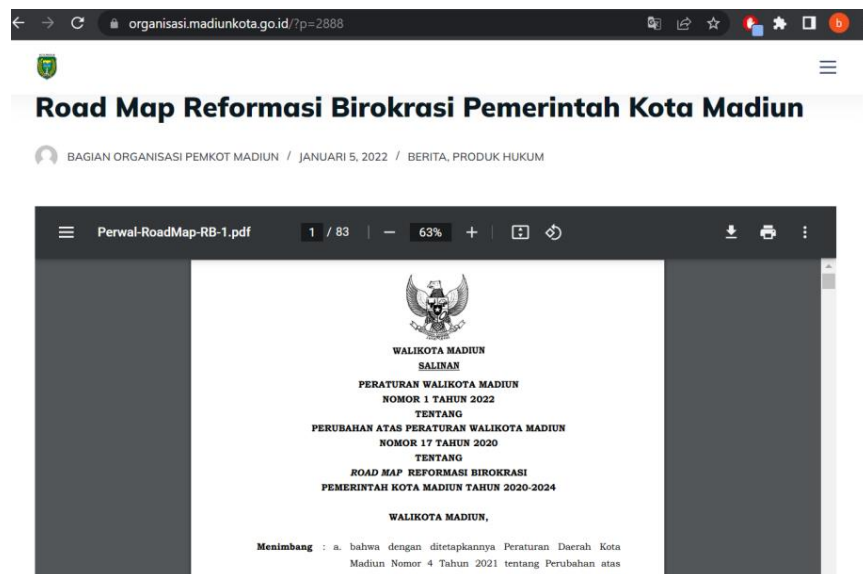 organisasi.madiunkota.go.id/?p=2888
b
Road Map Reformasi Birokrasi Pemerintah Kota Madiun
BAGIAN ORGANISASI PEMKOT MADIUN / JANUARI 5, 2022 / BERITA, PRODUK HUKUM
Perwal-RoadMap-RB-1.pdf 1 / 83 | − 63% + |
WALIKOTA MADIUN
SALINAN
PERATURAN WALIKOTA MADIUN
NOMOR 1 TAHUN 2022
TENTANG
PERUBAHAN ATAS PERATURAN WALIKOTA MADIUN
NOMOR 17 TAHUN 2020
TENTANG
ROAD MAP REFORMASI BIROKRASI
PEMERINTAH KOTA MADIUN TAHUN 2020-2024
WALIKOTA MADIUN,
Menimbang : a. bahwa dengan ditetapkannya Peraturan Daerah Kota
Madiun Nomor 4 Tahun 2021 tentang Perubahan atas